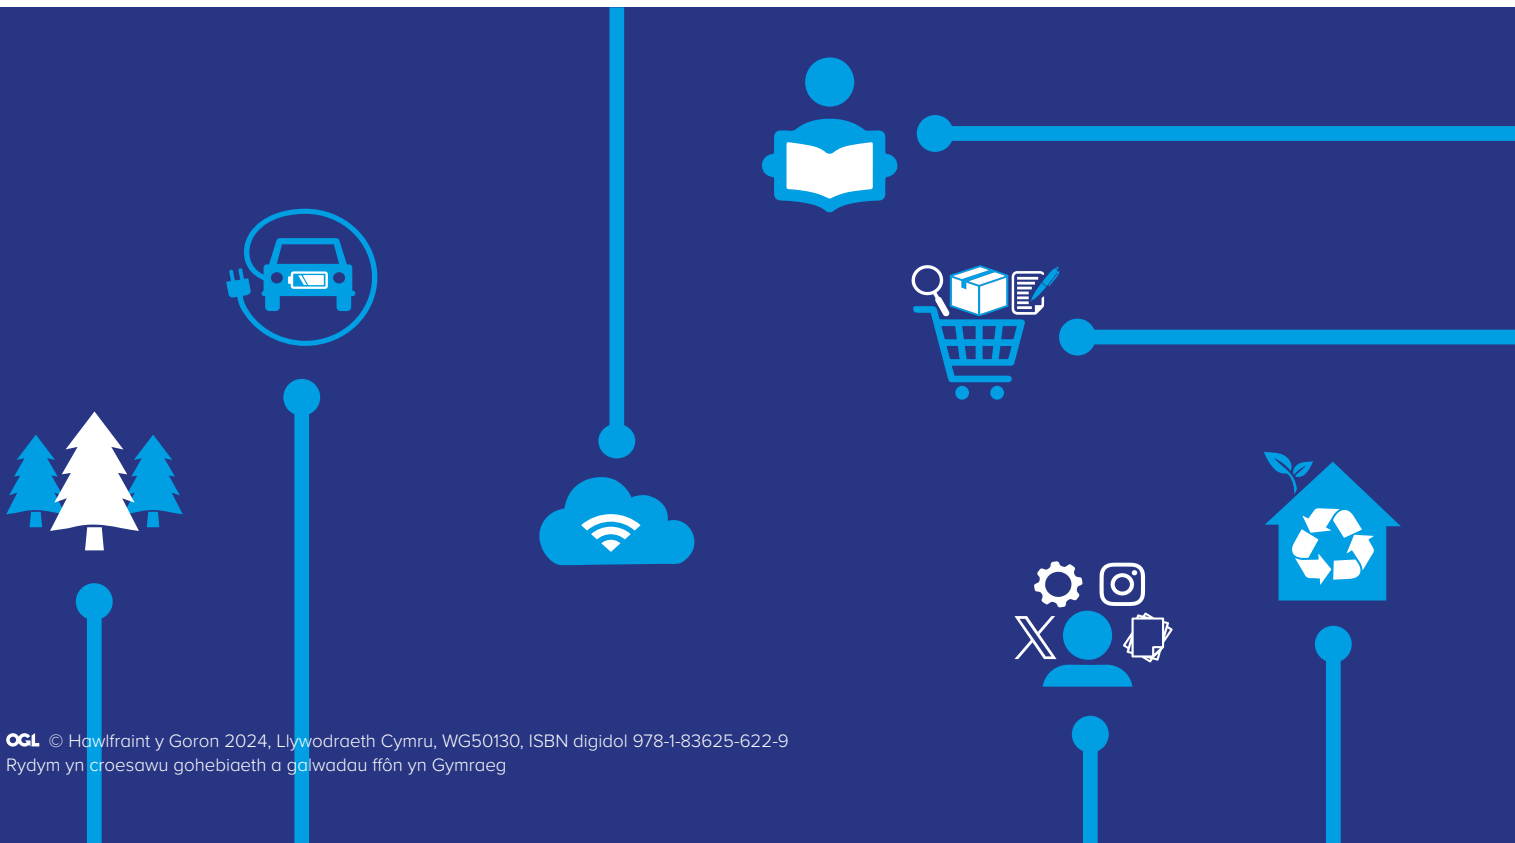 OGL © Hawlfraint y Goron 2024, Llywodraeth Cymru, WG50130, ISBN digidol 978-1-83625-622-9
Rydym yn croesawu gohebiaeth a galwadau ffôn yn Gymraeg